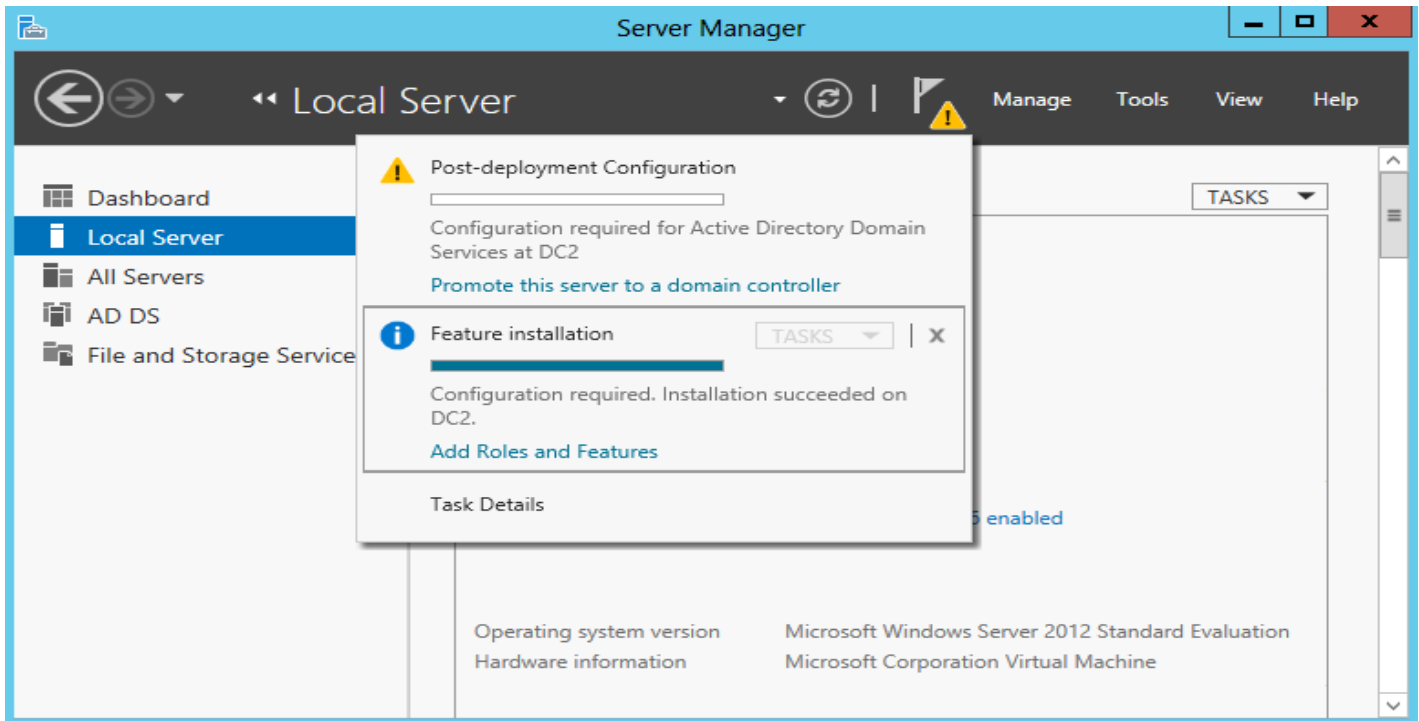 Server Manager
Local Server
Manage Tools View Help
Dashboard
Local Server
All Servers
AD DS
File and Storage Service
Post-deployment Configuration
Configuration required for Active Directory Domain
Services at DC2
Promote this server to a domain controller
Feature installation
TASKS
Configuration required. Installation succeeded on
DC2.
Add Roles and Features
Task Details
TASKS
enabled
Operating system version Microsoft Windows Server 2012 Standard Evaluation
Hardware information Microsoft Corporation Virtual Machine